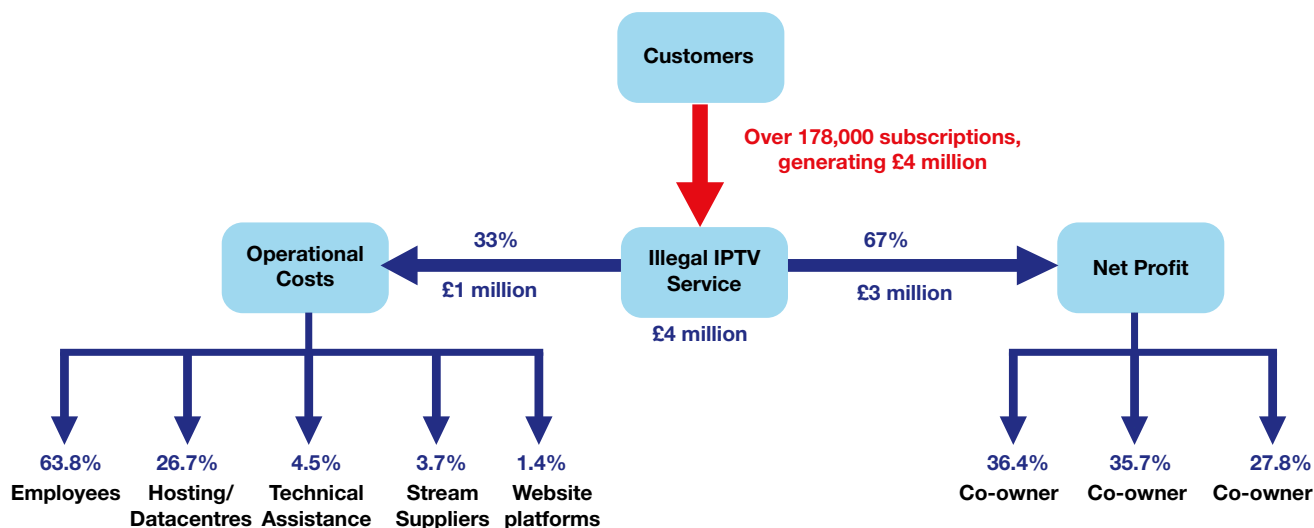 Customers
Over 178,000 subscriptions,
generating £4 million
33%
67%
Operational
Costs
Illegal IPTV
Service
Net Profit
£1 million
£3 million
£4 million
63.8%
26.7%
4.5%
3.7%
1.4%
36.4%
35.7%
27.8%
Employees
Hosting/
Datacentres
Technical
Assistance
Stream
Suppliers
Website
platforms
Co-owner
Co-owner
Co-owner